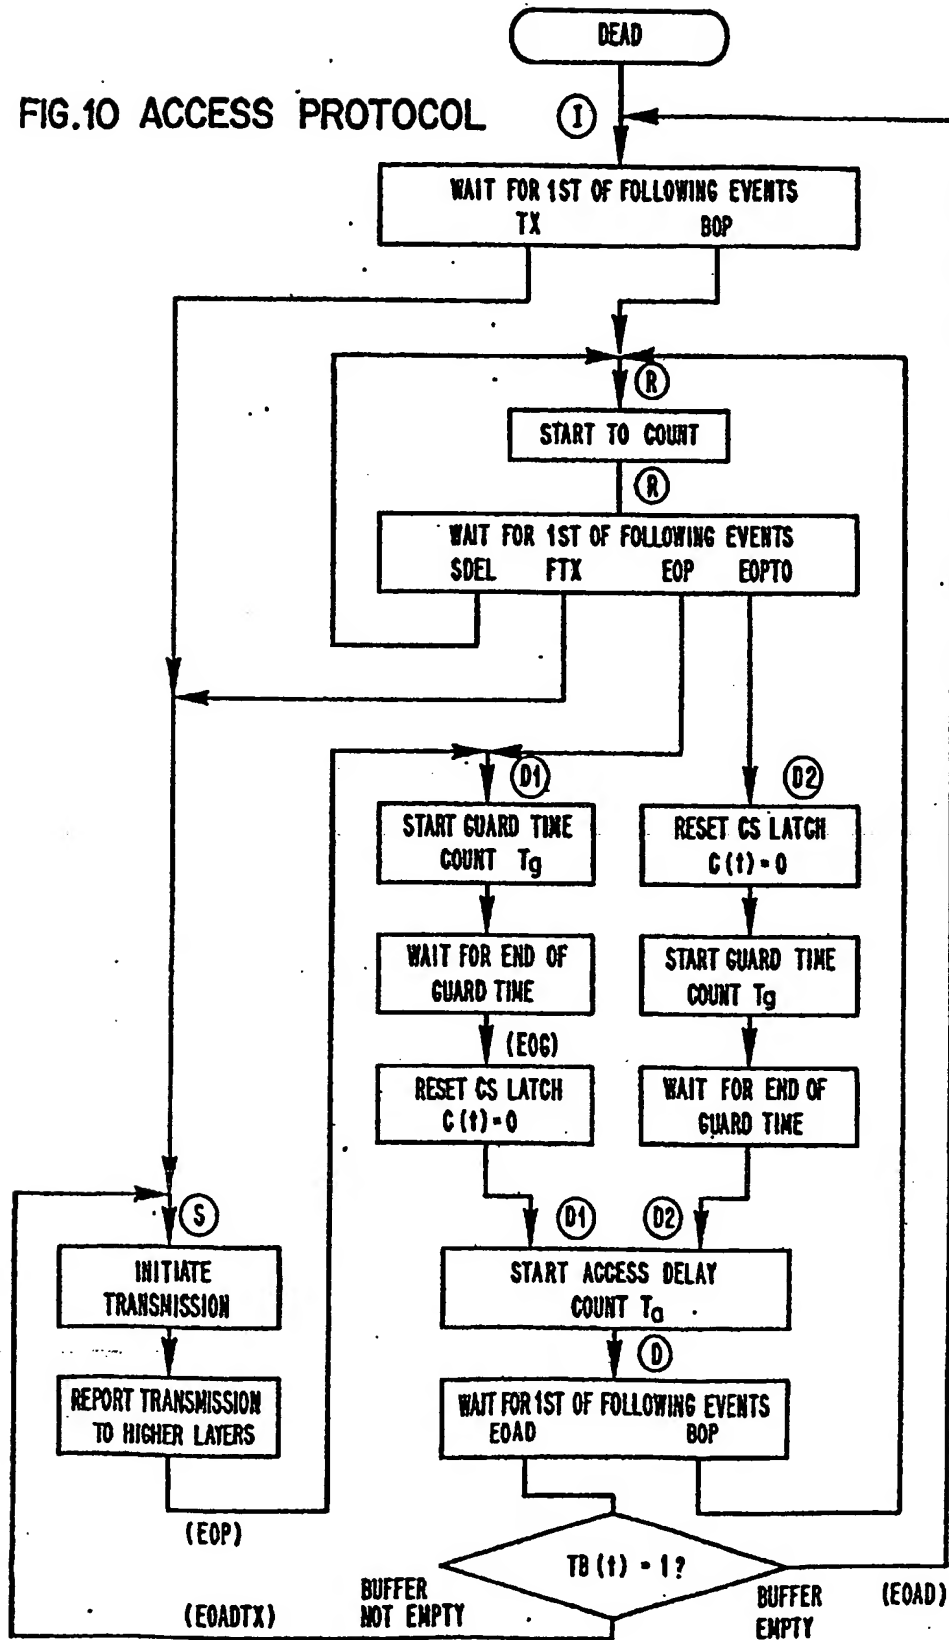 DEAD
FIG.10 ACCESS PROTOCOL
I
WAIT FOR 1ST OF FOLLOWING EVENTS
TX BOP
R
START TO COUNT
R
WAIT FOR 1ST OF FOLLOWING EVENTS
SDEL FTX EOP EOPTO
D1
D2
START GUARD TIME
COUNT Tg
RESET CS LATCH
C(t)=0
WAIT FOR END OF
GUARD TIME
START GUARD TIME
COUNT Tg
(EOG)
RESET CS LATCH
C(t)=0
WAIT FOR END OF
GUARD TIME
S
D1
D2
INITIATE
TRANSMISSION
START ACCESS DELAY
COUNT Ta
D
REPORT TRANSMISSION
TO HIGHER LAYERS
WAIT FOR 1ST OF FOLLOWING EVENTS
EOAD BOP
(EOP)
TB(t) = 1?
(EOADTX)
BUFFER
NOT EMPTY
BUFFER
EMPTY
(EOAD)